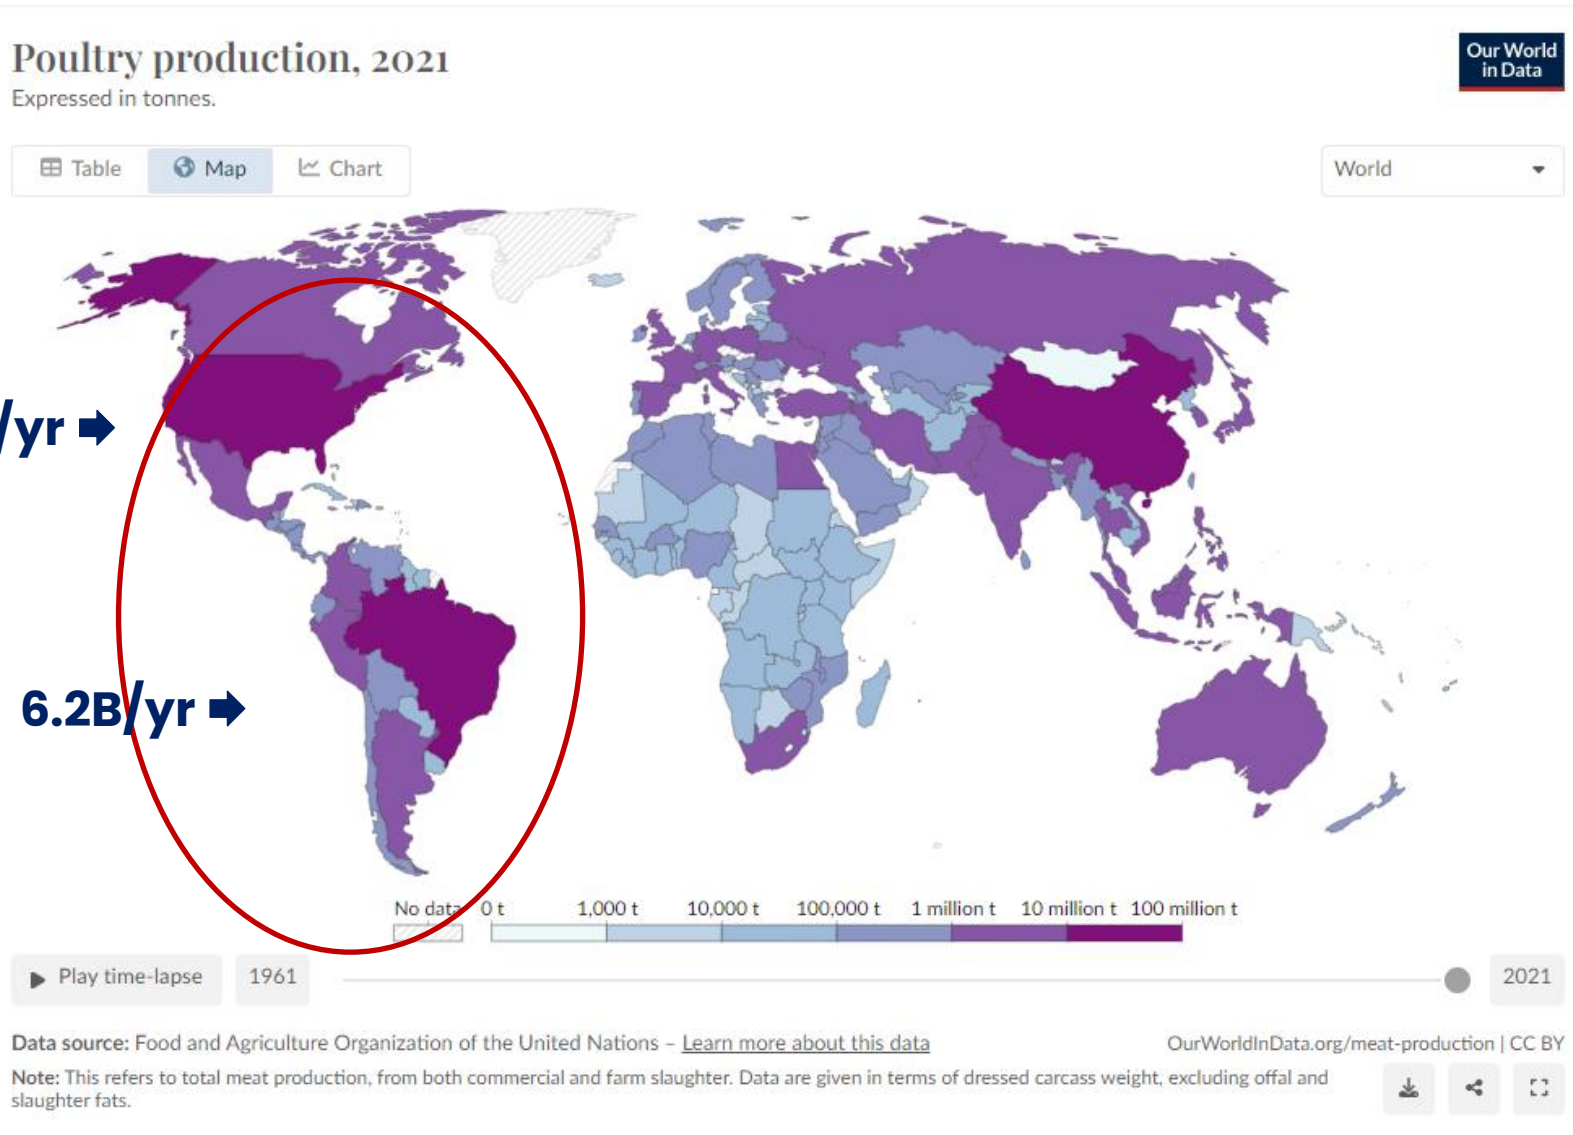 Poultry production, 2021
Our World
in Data
Expressed in tonnes.
Table
Map
Chart
World
/yr
6.2B/yr
No data
0 t
1,000 t
10,000 t
100,000 t
1 million t
10 million t
100 million t
Play time-lapse
1961
2021
Data source: Food and Agriculture Organization of the United Nations – Learn more about this data
OurWorldInData.org/meat-production | CC BY
Note: This refers to total meat production, from both commercial and farm slaughter. Data are given in terms of dressed carcass weight, excluding offal and
slaughter fats.